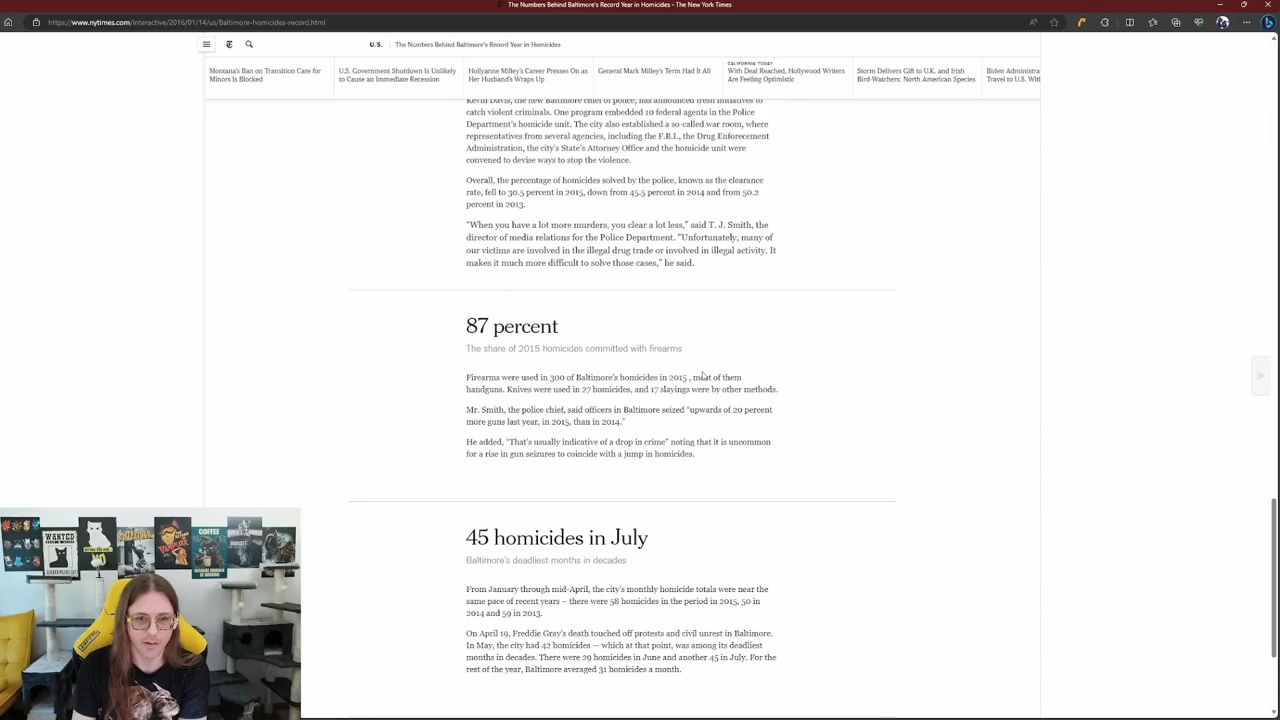 The Numbers Behind Baltimore's Record Year in Homicides - The New York Times
https://www.nytimes.com/interactive/2016/01/14/us/Baltimore-homicides-record.html
U.S. | The Numbers Behind Baltimore's Record Year in Homicides
Montana's Ban on Transition Care for
Minors Is Blocked
U.S. Government Shutdown Is Unlikely
to Cause an Immediate Recession
Hollyanne Milley's Career Presses On as
Her Husband's Wraps Up
General Mark Milley's Term Had It All
CALIFORNIA TODAY
With Deal Reached, Hollywood Writers
Are Feeling Optimistic
Storm Delivers Gift to U.K. and Irish
Bird-Watchers: North American Species
Biden Administra
Travel to U.S. Wit
Kevin Davis, the new Baltimore chief of police, has announced fresh initiatives to
catch violent criminals. One program embedded 10 federal agents in the Police
Department's homicide unit. The city also established a so-called war room, where
representatives from several agencies, including the F.B.I., the Drug Enforcement
Administration, the city's State's Attorney Office and the homicide unit were
convened to devise ways to stop the violence.
Overall, the percentage of homicides solved by the police, known as the clearance
rate, fell to 30.5 percent in 2015, down from 45.5 percent in 2014 and from 50.2
percent in 2013.
"When you have a lot more murders, you clear a lot less," said T. J. Smith, the
director of media relations for the Police Department. "Unfortunately, many of
our victims are involved in the illegal drug trade or involved in illegal activity. It
makes it much more difficult to solve those cases," he said.
87 percent
The share of 2015 homicides committed with firearms
Firearms were used in 300 of Baltimore's homicides in 2015 , most of them
handguns. Knives were used in 27 homicides, and 17 slayings were by other methods.
Mr. Smith, the police chief, said officers in Baltimore seized "upwards of 20 percent
more guns last year, in 2015, than in 2014."
He added, "That's usually indicative of a drop in crime" noting that it is uncommon
for a rise in gun seizures to coincide with a jump in homicides.
45 homicides in July
Baltimore's deadliest months in decades
From January through mid-April, the city's monthly homicide totals were near the
same pace of recent years – there were 58 homicides in the period in 2015, 50 in
2014 and 59 in 2013.
On April 19, Freddie Gray's death touched off protests and civil unrest in Baltimore.
In May, the city had 42 homicides — which at that point, was among its deadliest
months in decades. There were 29 homicides in June and another 45 in July. For the
rest of the year, Baltimore averaged 31 homicides a month.
WANTED
COFFEE